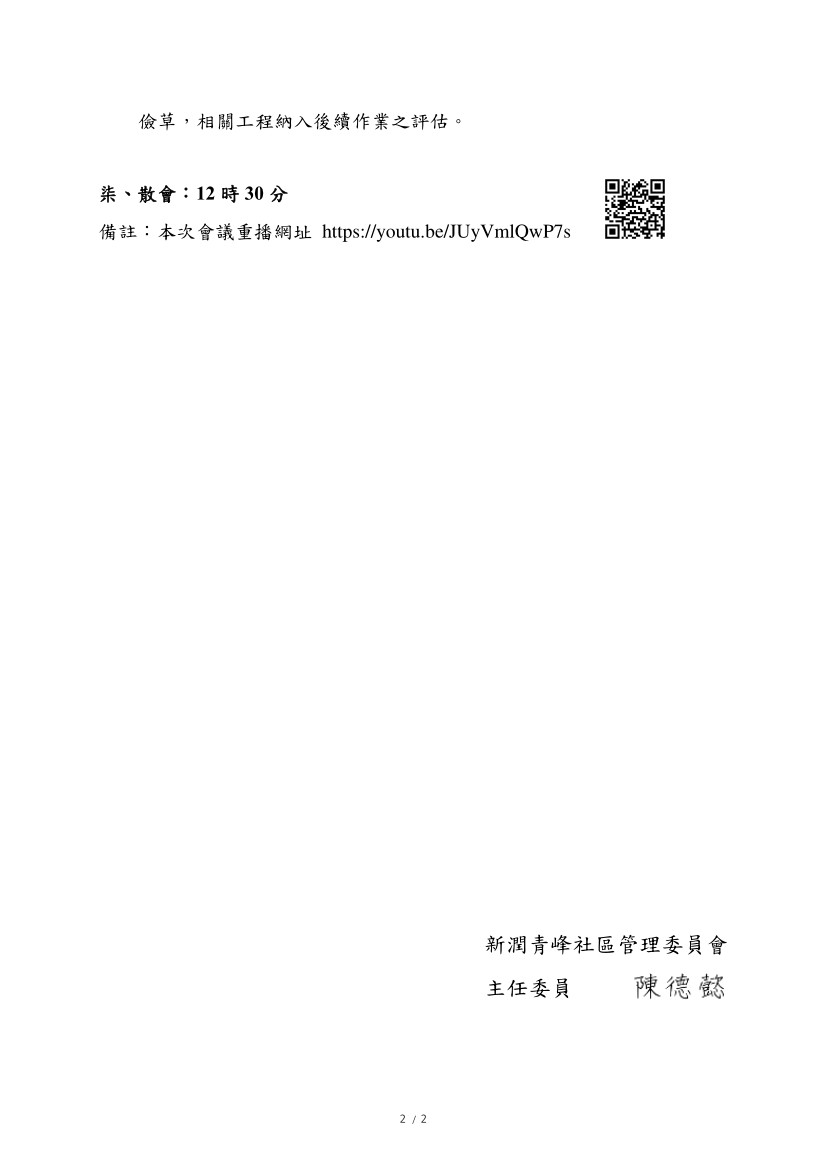 儉草，相關工程納入後續作業之評估。
柒、散會：12 時 30 分
備註：本次會議重播網址 https://youtu.be/JUyVmlQwP7s
新潤青峰社區管理委員會
主任委員 陳德懿
2 / 2